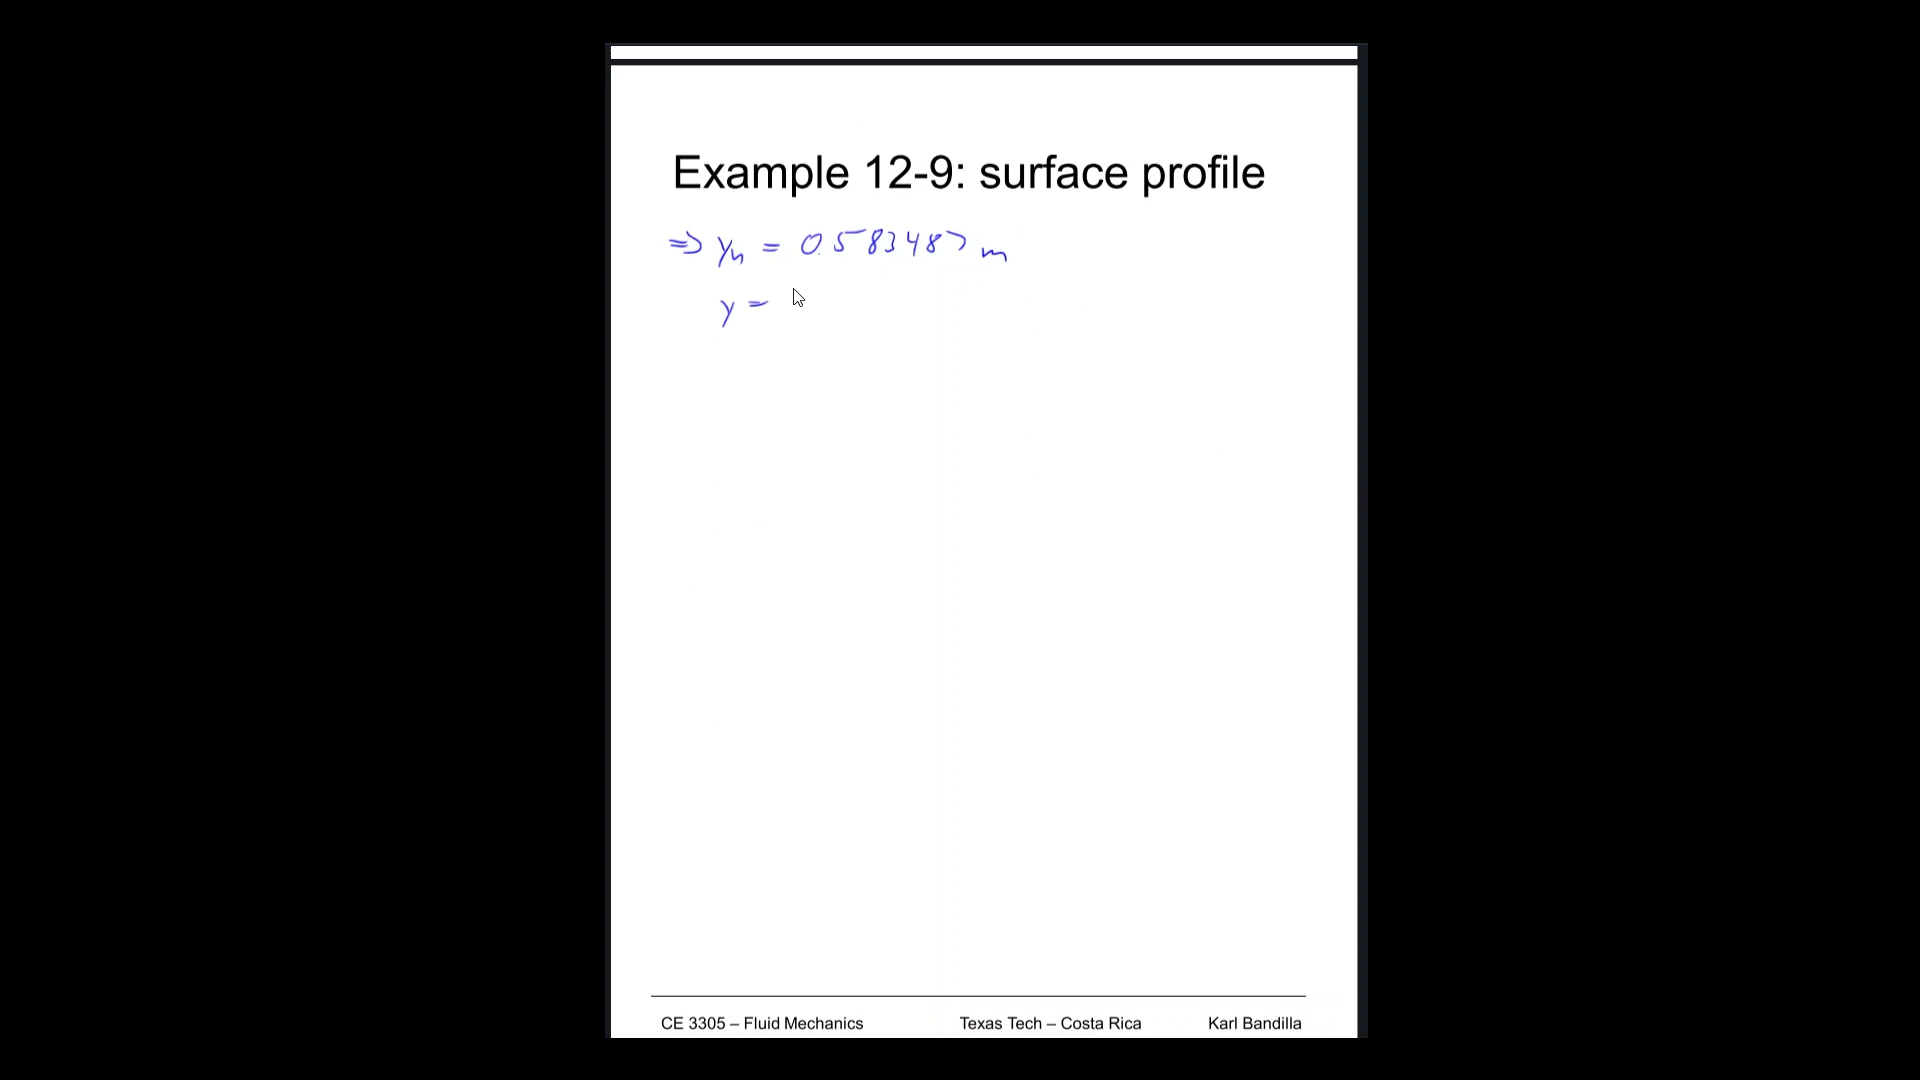 Example 12-9: surface profile
⇒ yn = 0.583487 m
y =
CE 3305 – Fluid Mechanics Texas Tech – Costa Rica Karl Bandilla